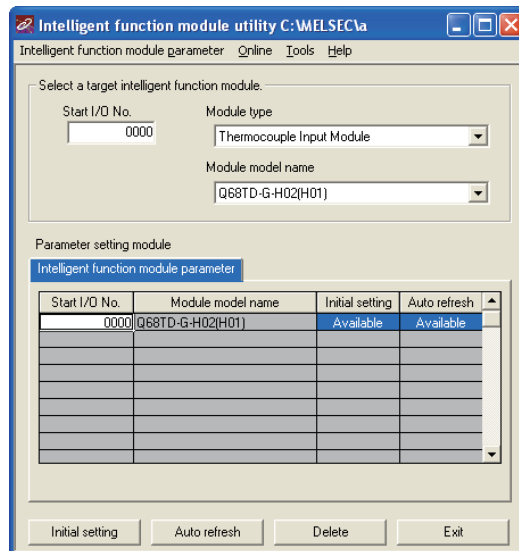 Intelligent function module utility C:\MELSEC\a
Intelligent function module parameter Online Tools Help
Select a target intelligent function module.
Start I/O No. Module type
0000 Thermocouple Input Module
Module model name
Q68TD-G-H02(H01)
Parameter setting module
Intelligent function module parameter
Start I/O No. Module model name Initial setting Auto refresh
0000 Q68TD-G-H02(H01) Available Available
Initial setting Auto refresh Delete Exit